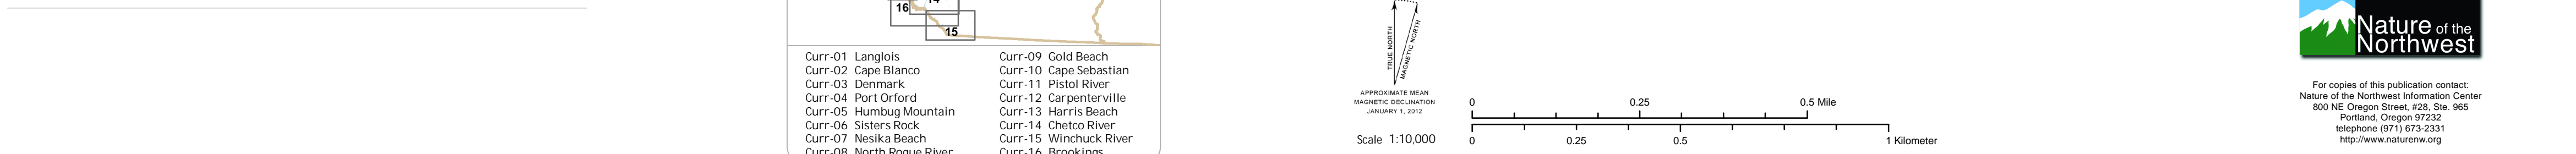 14
16
15
Curr-01 Langlois
Curr-02 Cape Blanco
Curr-03 Denmark
Curr-04 Port Orford
Curr-05 Humbug Mountain
Curr-06 Sisters Rock
Curr-07 Nesika Beach
Curr-08 North Rogue River
Curr-09 Gold Beach
Curr-10 Cape Sebastian
Curr-11 Pistol River
Curr-12 Carpenterville
Curr-13 Harris Beach
Curr-14 Chetco River
Curr-15 Winchuck River
Curr-16 Brookings
TRUE NORTH
MAGNETIC NORTH
APPROXIMATE MEAN
MAGNETIC DECLINATION
JANUARY 1, 2012
Scale 1:10,000
0 0.25 0.5 Mile
0 0.25 0.5 1 Kilometer
Nature of the
Northwest
For copies of this publication contact:
Nature of the Northwest Information Center
800 NE Oregon Street, #28, Ste. 965
Portland, Oregon 97232
telephone (971) 673-2331
http://www.naturenw.org